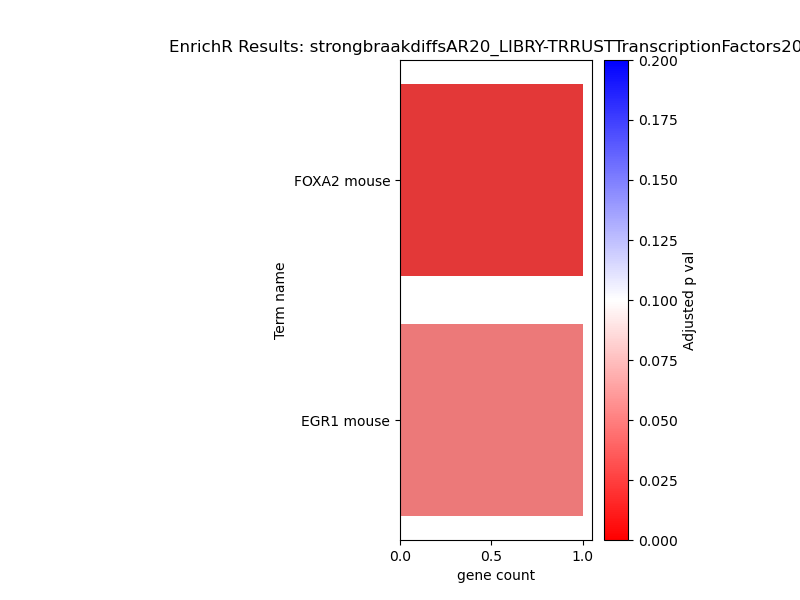 EnrichR Results: strongbraakdiffsAR20_LIBRY-TRRUSTTranscriptionFactors20
FOXA2 mouse
EGR1 mouse
Term name
0.0 0.5 1.0
gene count
0.200
0.175
0.150
0.125
0.100
0.075
0.050
0.025
0.000
Adjusted p val